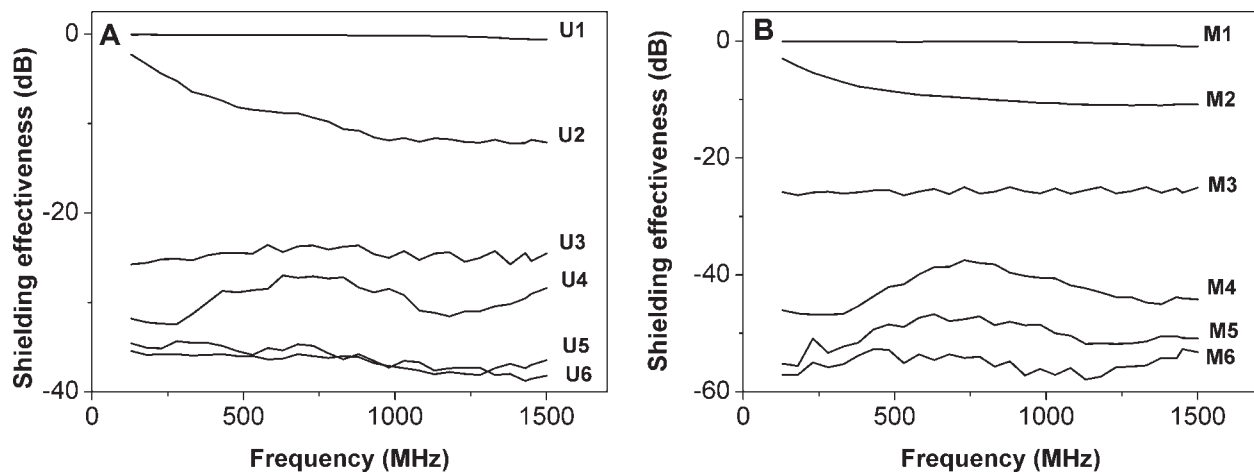 A
Shielding effectiveness (dB)
0
-20
-40
U1
U2
U3
U4
U5
U6
0
500
1000
1500
Frequency (MHz)
B
Shielding effectiveness (dB)
0
-20
-40
-60
M1
M2
M3
M4
M5
M6
0
500
1000
1500
Frequency (MHz)